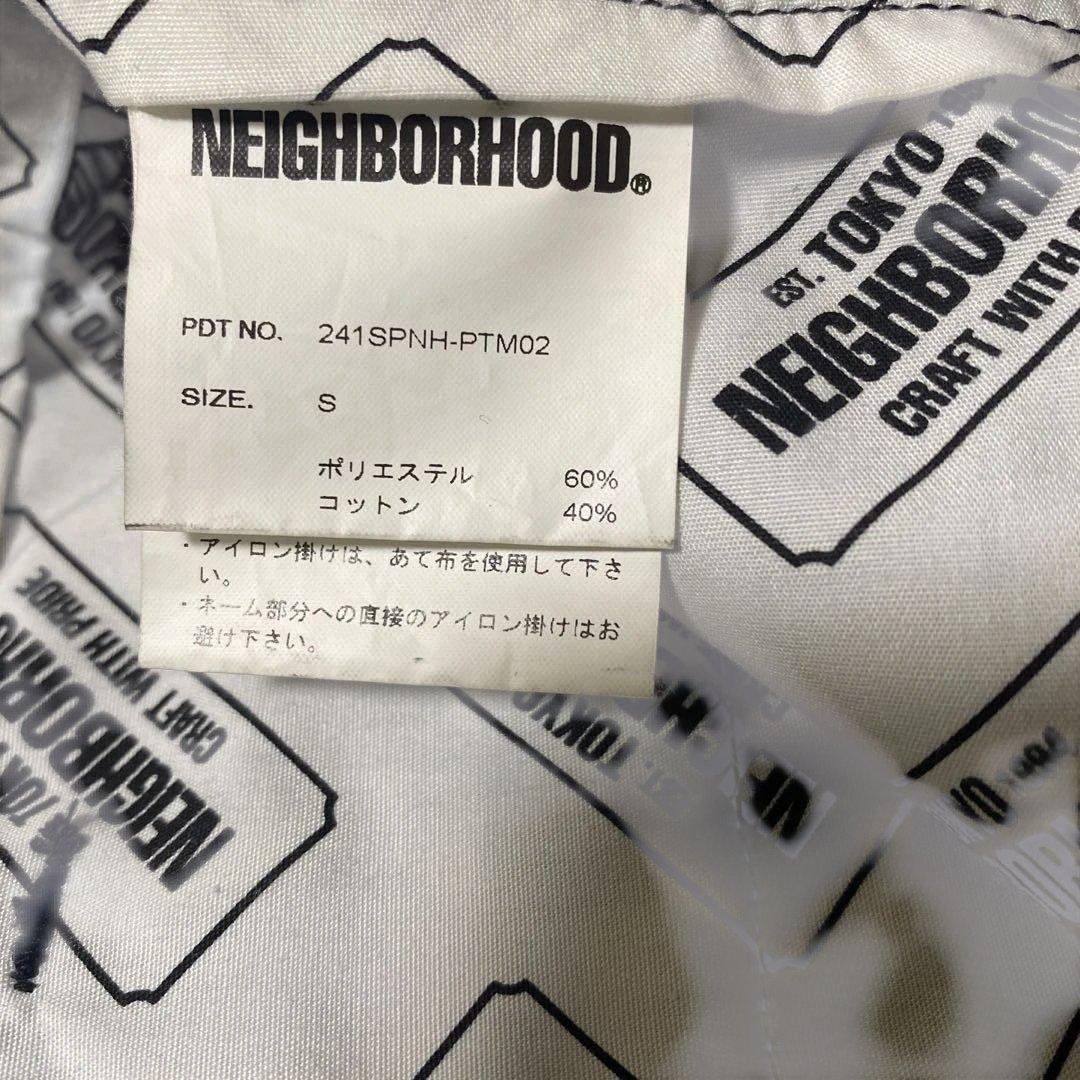 NEIGHBORHOOD®
PDT NO. 241SPNH-PTM02
SIZE. S
ポリエステル 60%
コットン 40%
・アイロン掛けは、あて布を使用して下さ
い。
・ネーム部分への直接のアイロン掛けはお
避け下さい。
EST. TOKYO
NEIGHBORHO
CRAFT WITH
NEIGHBORH
CRAFT WITH PRIDE
TOKYO